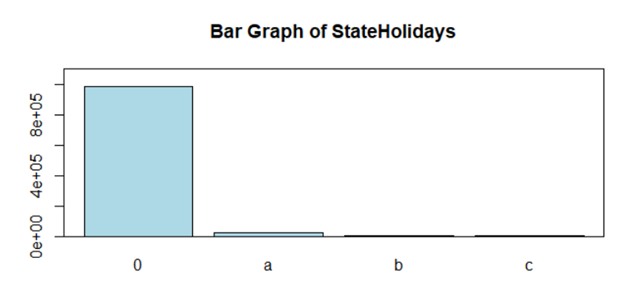 Bar Graph of StateHolidays
8e+05
4e+05
0e+00
0 a b c